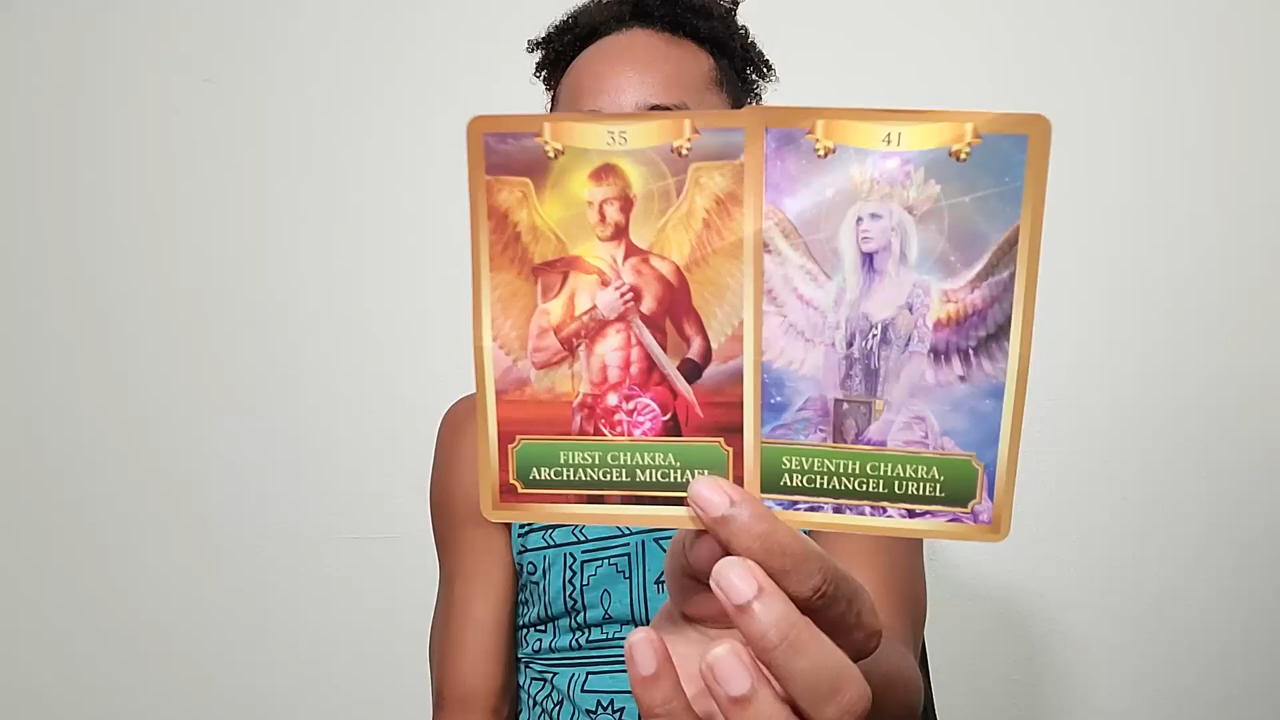 35
FIRST CHAKRA,
ARCHANGEL MICHAEL
41
SEVENTH CHAKRA,
ARCHANGEL URIEL